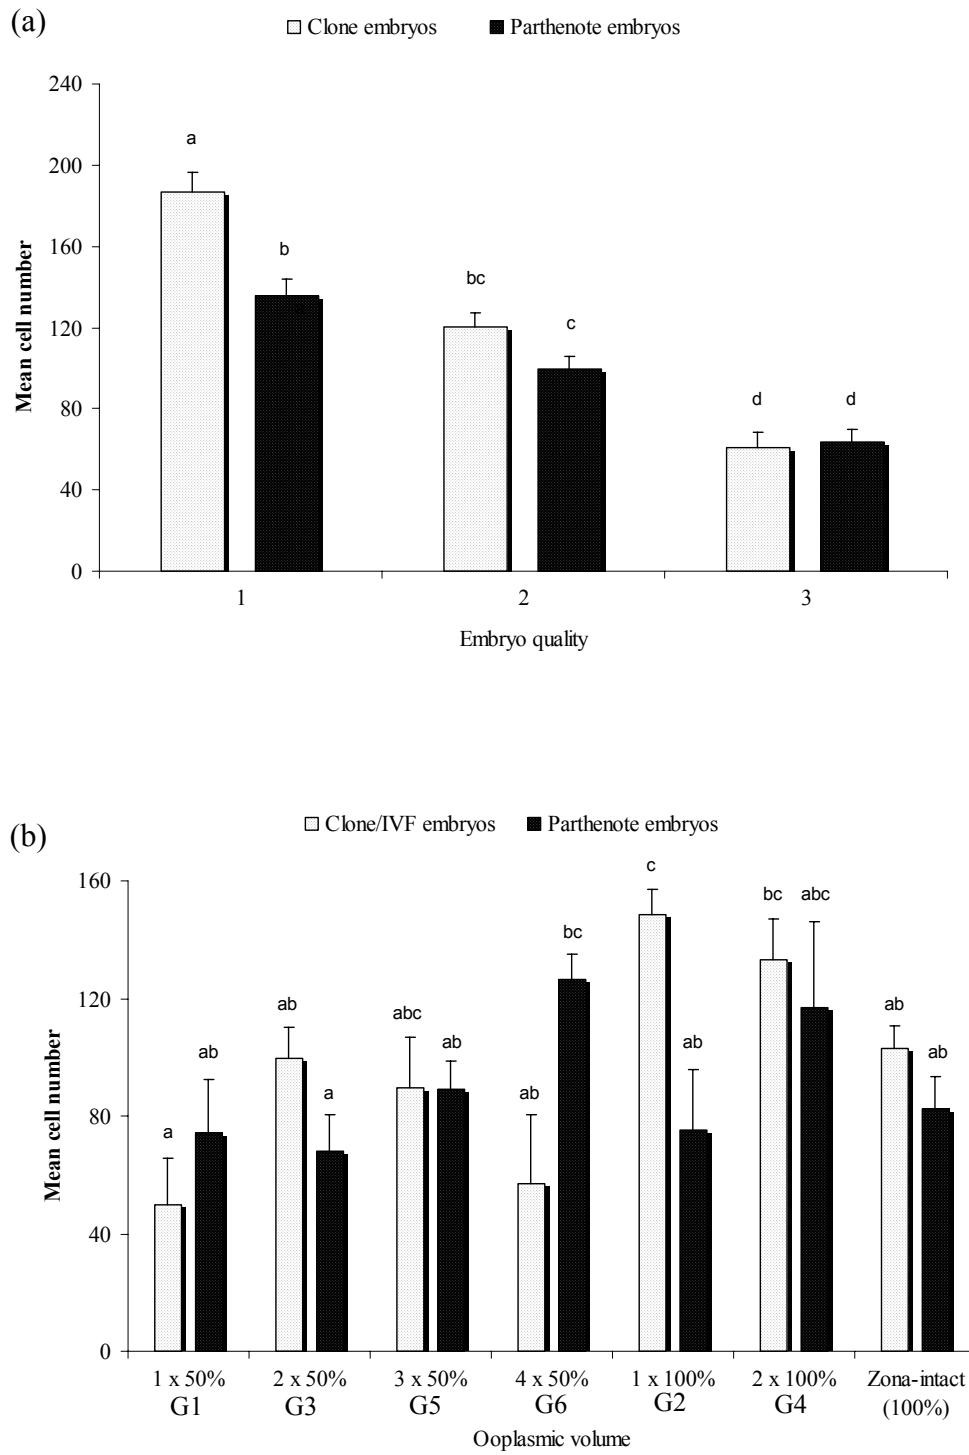 (a)
Clone embryos Parthenote embryos
240
200
160
120
80
40
0
Mean cell number
a
b
a
bc
c
d
d
1 2 3
Embryo quality
(b)
Clone/IVF embryos Parthenote embryos
160
120
80
40
0
Mean cell number
a
ab
ab
a
abc
ab
ab
bc
c
ab
bc
abc
ab
ab
1 x 50% 2 x 50% 3 x 50% 4 x 50% 1 x 100% 2 x 100% Zona-intact
G1 G3 G5 G6 G2 G4 (100%)
Ooplasmic volume